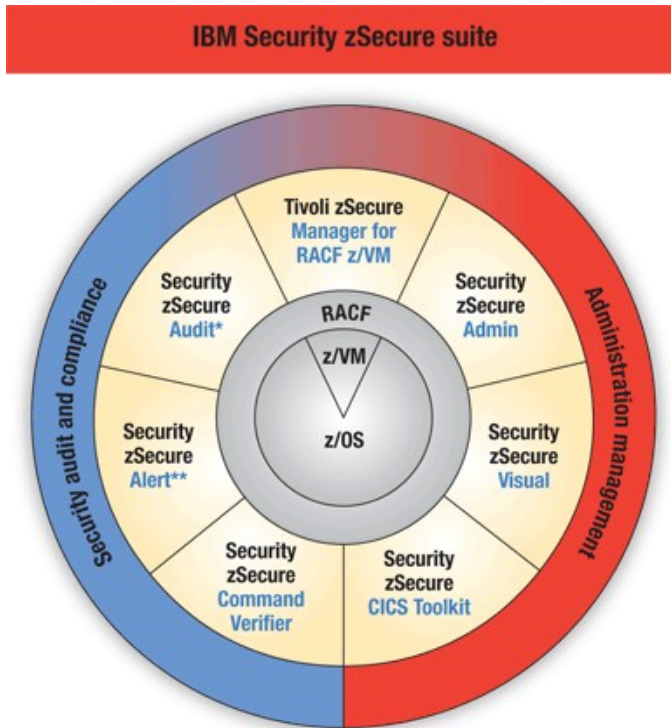 IBM Security zSecure suite
Tivoli zSecure
Manager for
RACF z/VM
Security
zSecure
Admin
Security
zSecure
Visual
Security
zSecure
CICS Toolkit
Security
zSecure
Command
Verifier
Security
zSecure
Alert**
Security
zSecure
Audit*
RACF
z/VM
z/OS
Security audit and compliance
Administration management